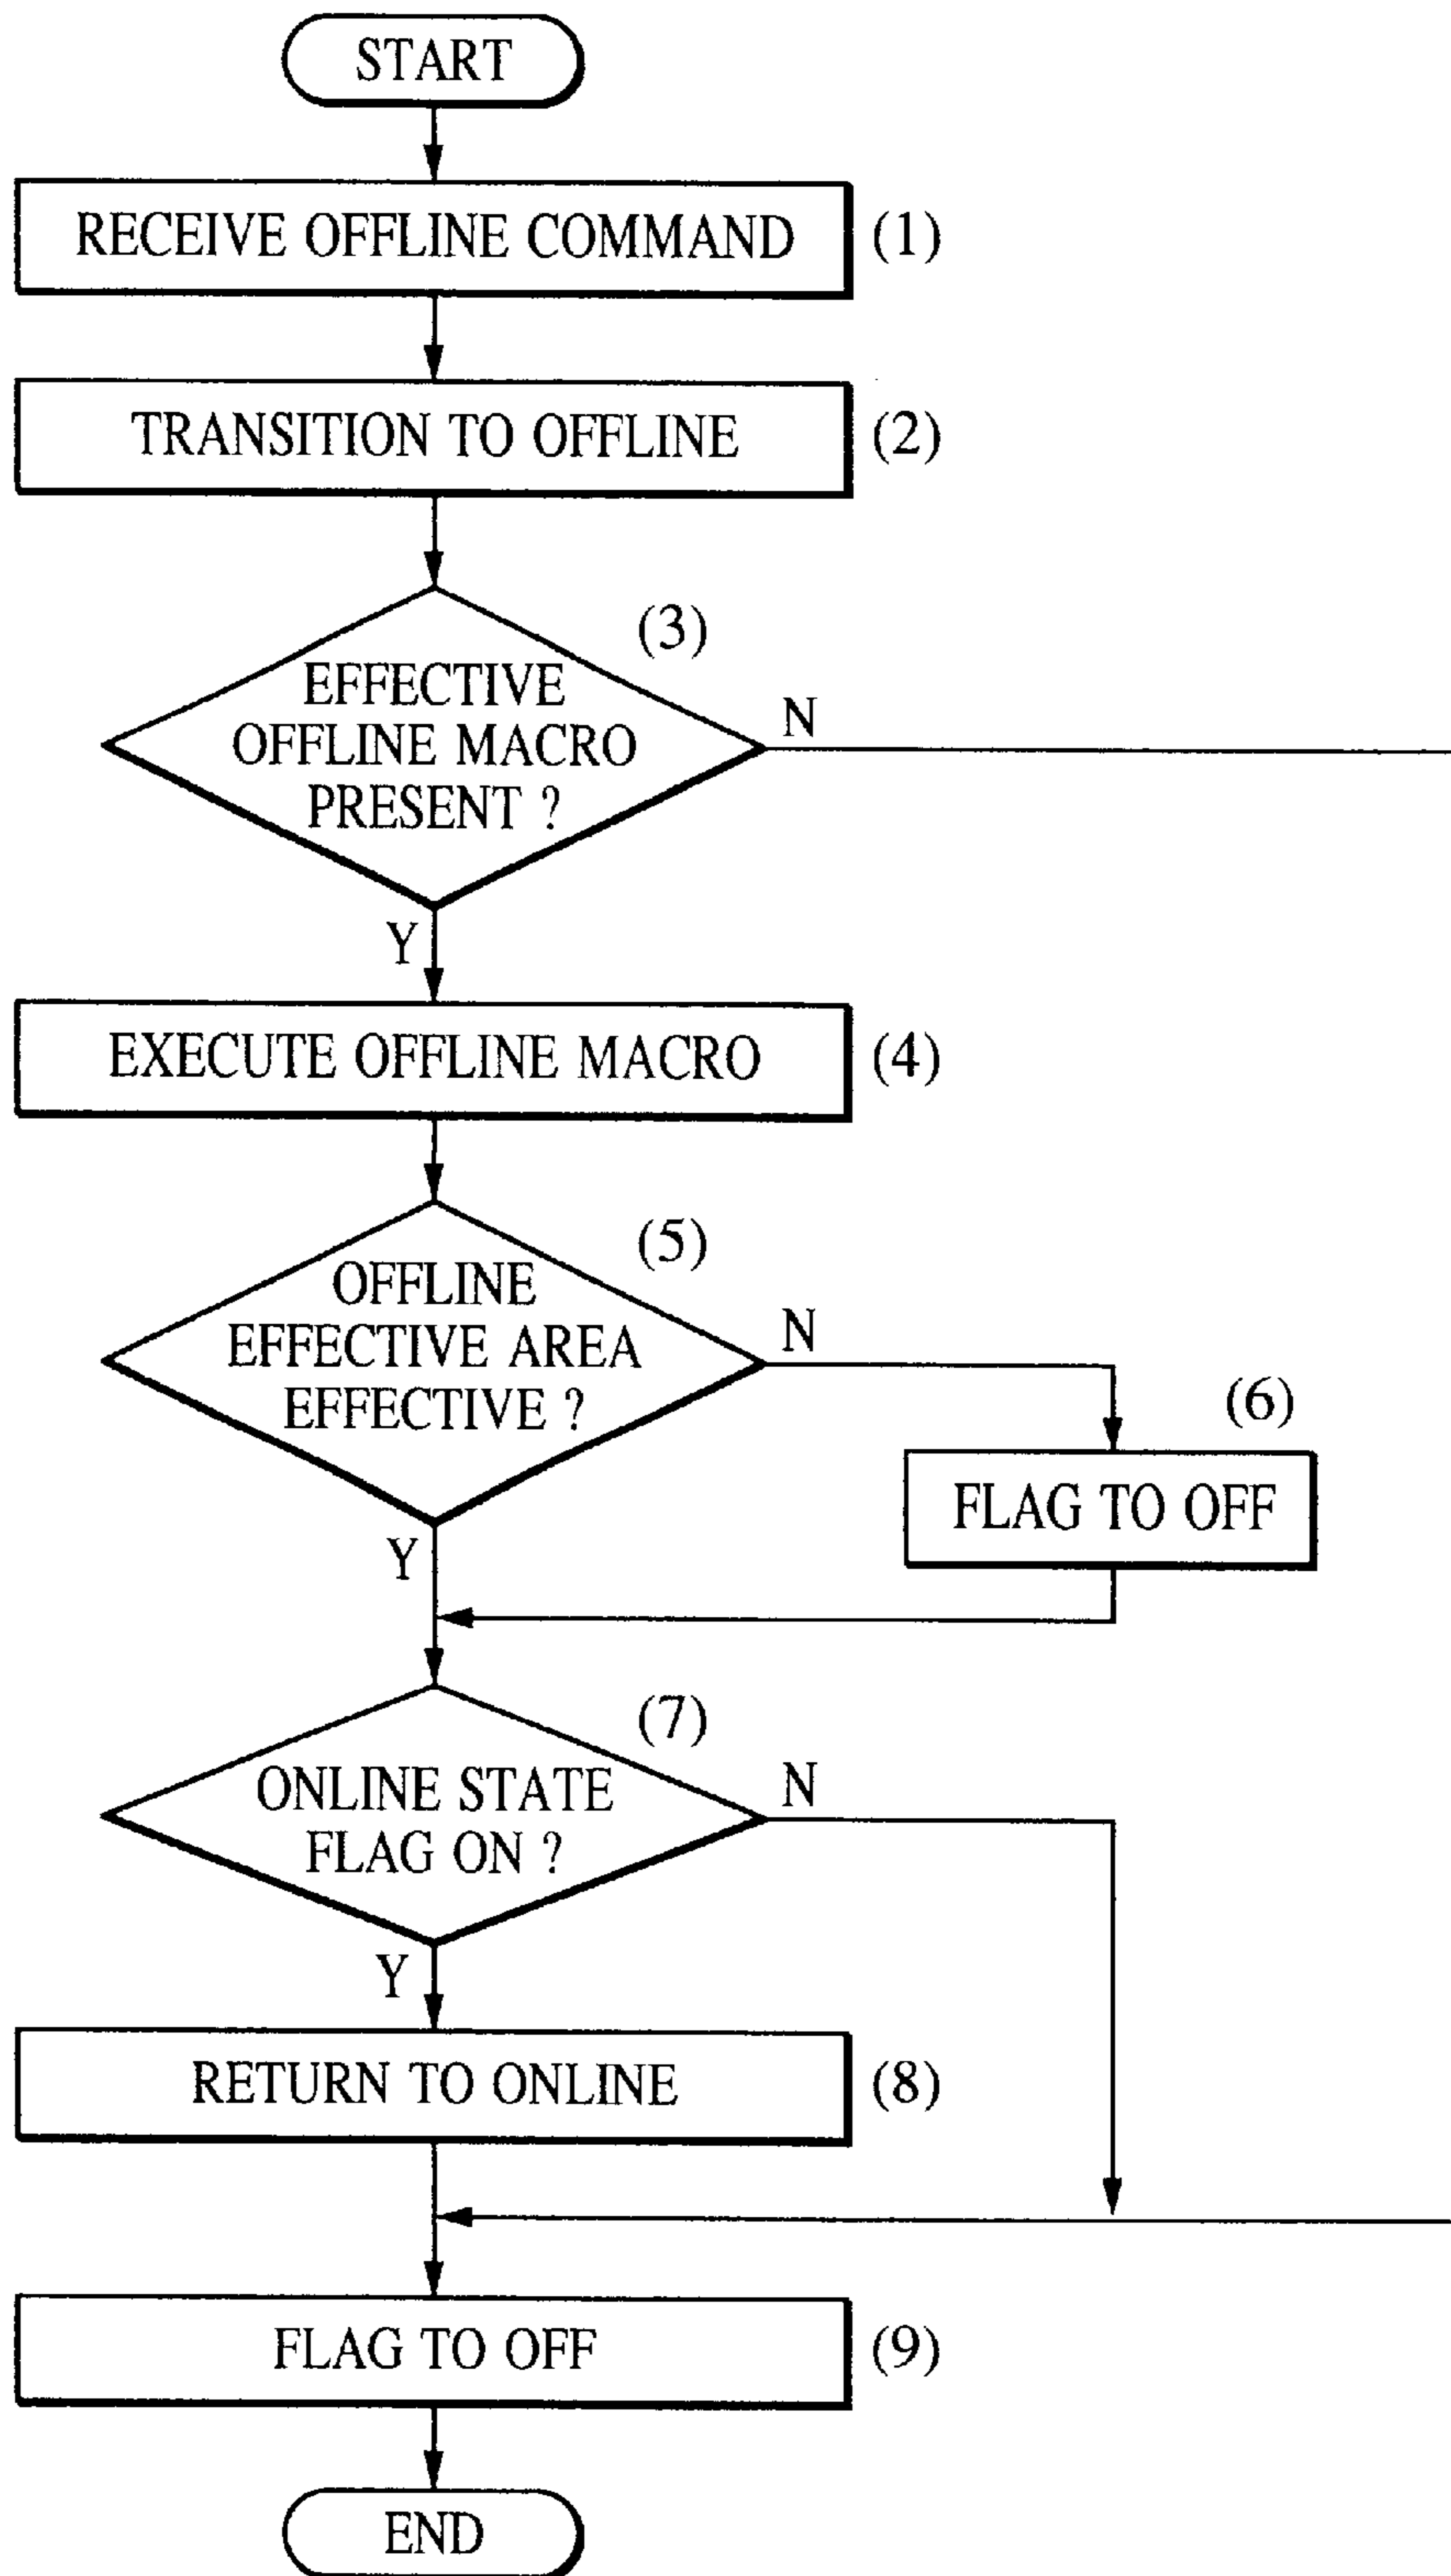 START
RECEIVE OFFLINE COMMAND (1)
TRANSITION TO OFFLINE (2)
(3)
EFFECTIVE
OFFLINE MACRO
PRESENT ?
N
Y
EXECUTE OFFLINE MACRO (4)
(5)
OFFLINE
EFFECTIVE AREA
EFFECTIVE ?
N
(6)
FLAG TO OFF
Y
(7)
ONLINE STATE
FLAG ON ?
N
Y
RETURN TO ONLINE (8)
FLAG TO OFF (9)
END